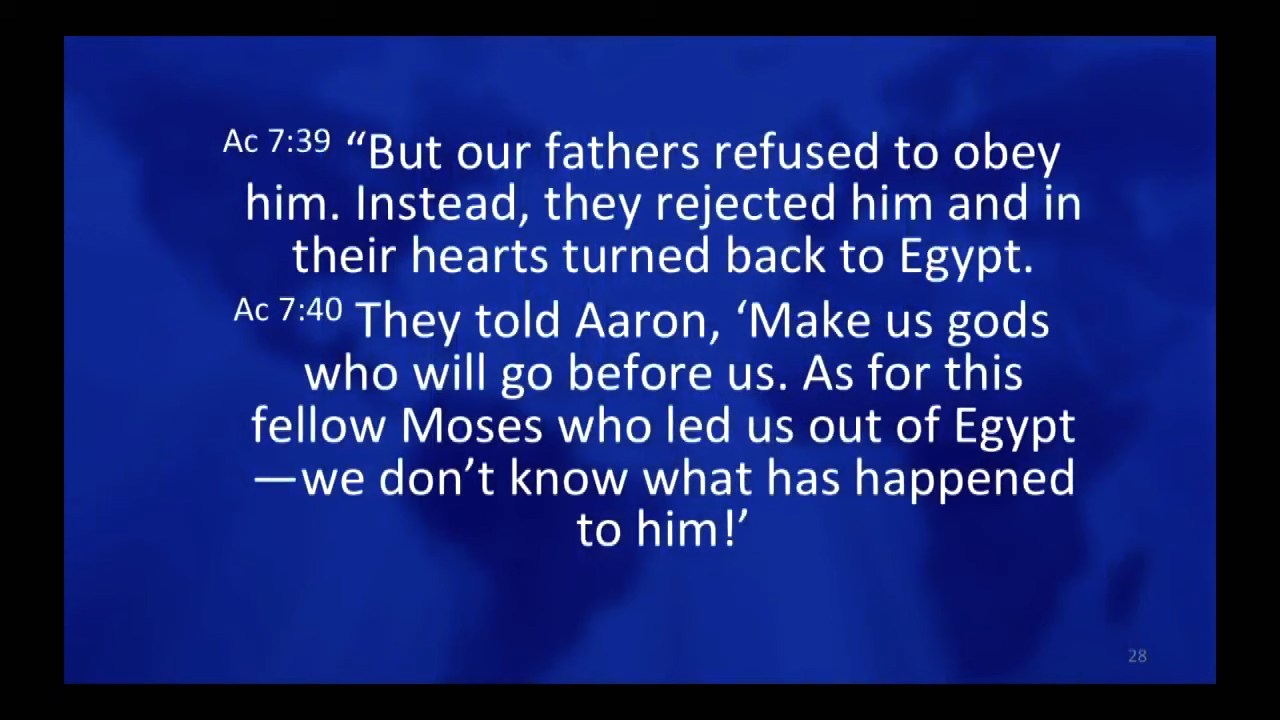 Ac 7:39 “But our fathers refused to obey
him. Instead, they rejected him and in
their hearts turned back to Egypt.
Ac 7:40 They told Aaron, ‘Make us gods
who will go before us. As for this
fellow Moses who led us out of Egypt
—we don’t know what has happened
to him!’
28